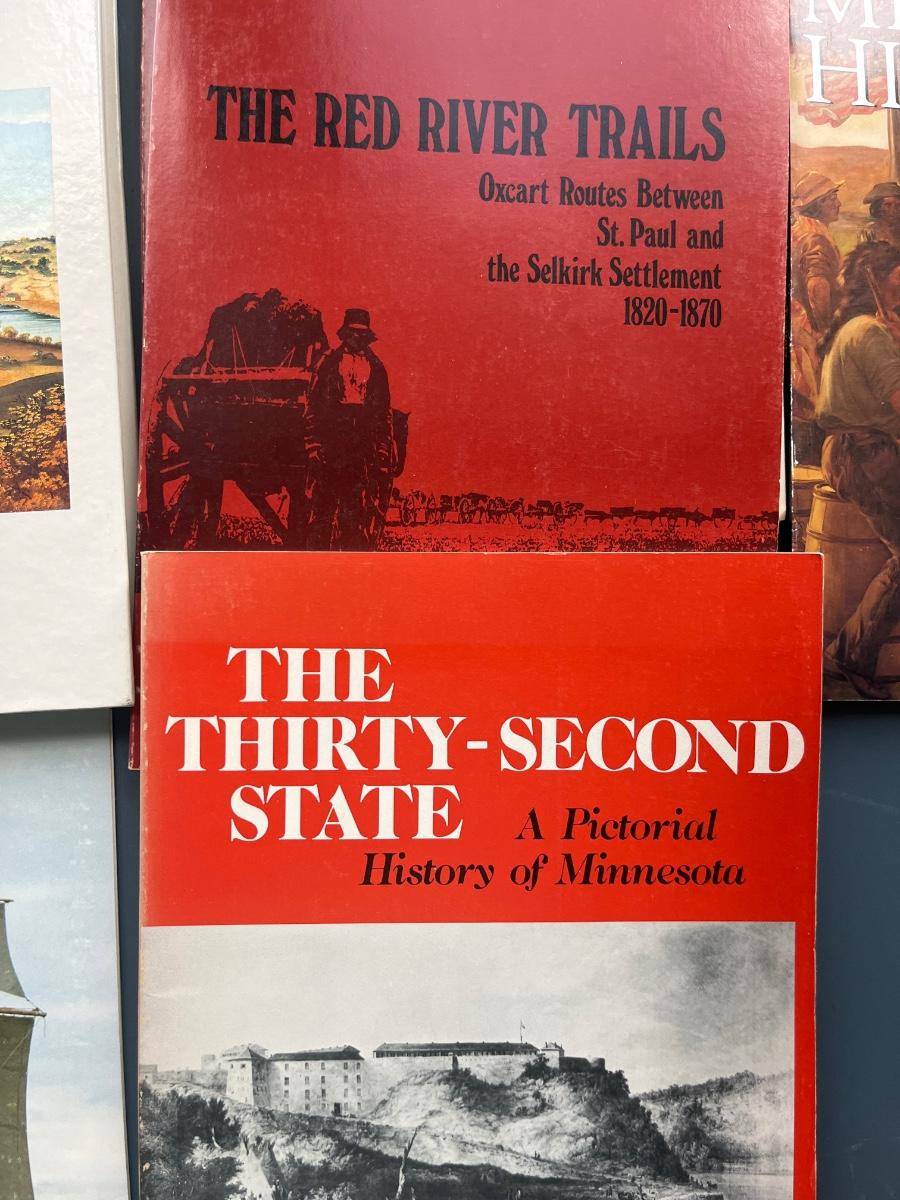 THE RED RIVER TRAILS
Oxcart Routes Between
St. Paul and
the Selkirk Settlement
1820-1870
THE
THIRTY-SECOND
STATE
A Pictorial
History of Minnesota